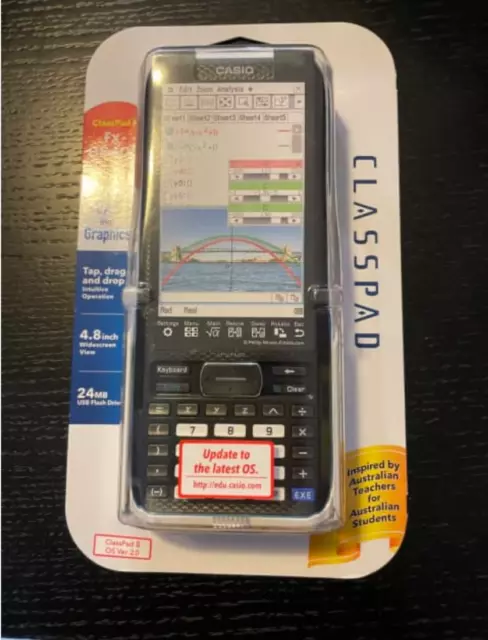 CASIO
Edit Zoom Analysis
Sheet1 Sheet2 Sheet3 Sheet4 Sheet5
ClassPad
Fx
Graphics
Tap, drag
and drop
Intuitive
Operation
4.8inch
Widescreen
View
24MB
USB Flash Drive
CLASSPAD
Rad Real
Settings Menu Main Resize Swap Rotate Esc
Keyboard
Clear
= x y z ^ ÷
( 7 8 9 ×
) −
, +
(−) EXE
Update to
the latest OS.
http://edu.casio.com
Inspired by
Australian
Teachers
for
Australian
Students
ClassPad II
OS Ver. 2.0